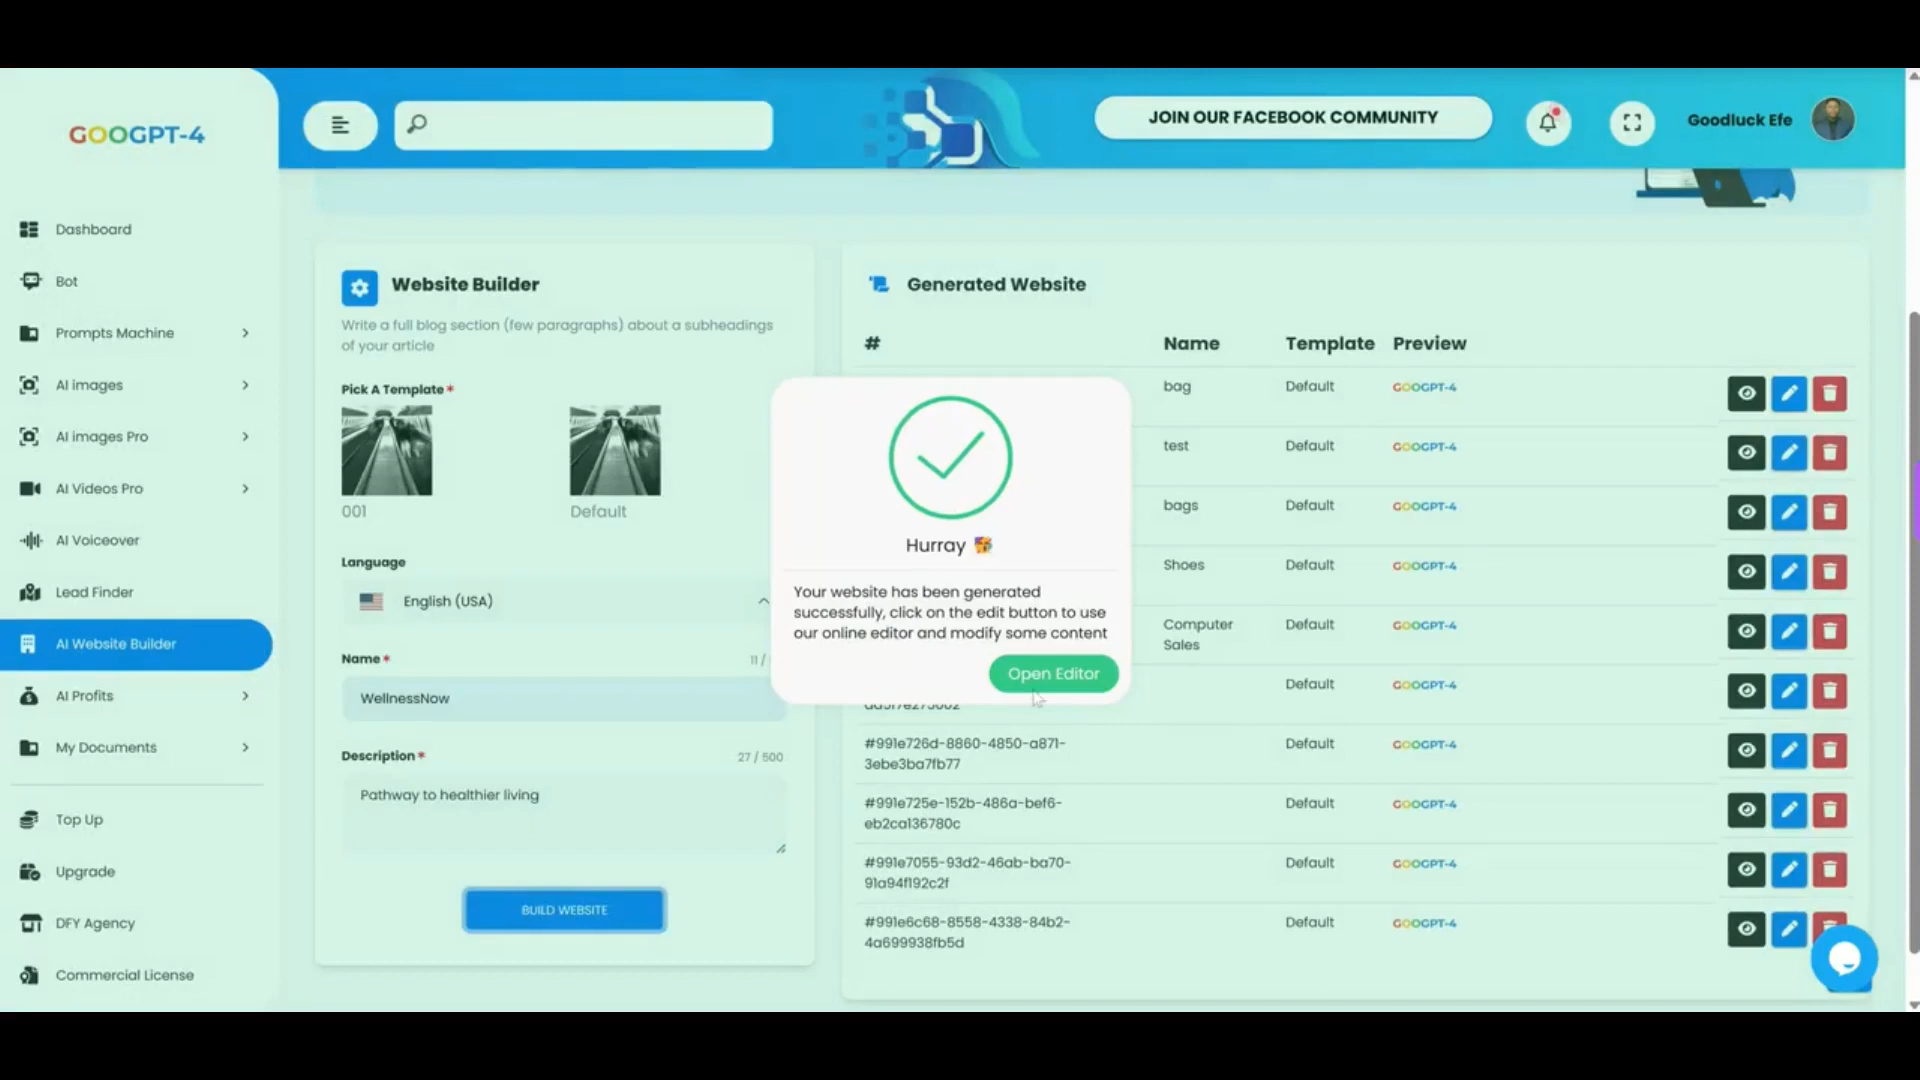 GOOGPT-4
JOIN OUR FACEBOOK COMMUNITY
Goodluck Efe
Dashboard
Bot
Prompts Machine
AI images
AI images Pro
AI Videos Pro
AI Voiceover
Lead Finder
AI Website Builder
AI Profits
My Documents
Top Up
Upgrade
DFY Agency
Commercial License
Website Builder
Write a full blog section (few paragraphs) about a subheadings
of your article
Pick A Template *
001
Default
Language
English (USA)
Name *
11 /
WellnessNow
Description *
27 / 500
Pathway to healthier living
BUILD WEBSITE
Generated Website
# Name Template Preview
bag Default GOOGPT-4
test Default GOOGPT-4
bags Default GOOGPT-4
Shoes Default GOOGPT-4
Computer
Sales
Default GOOGPT-4
Default GOOGPT-4
#991e726d-8860-4850-a871-
3ebe3ba7fb77
Default GOOGPT-4
#991e725e-152b-486a-bef6-
eb2ca136780c
Default GOOGPT-4
#991e7055-93d2-46ab-ba70-
91a94f192c2f
Default GOOGPT-4
#991e6c68-8558-4338-84b2-
4a699938fb5d
Default GOOGPT-4
Hurray
Your website has been generated
successfully, click on the edit button to use
our online editor and modify some content
Open Editor